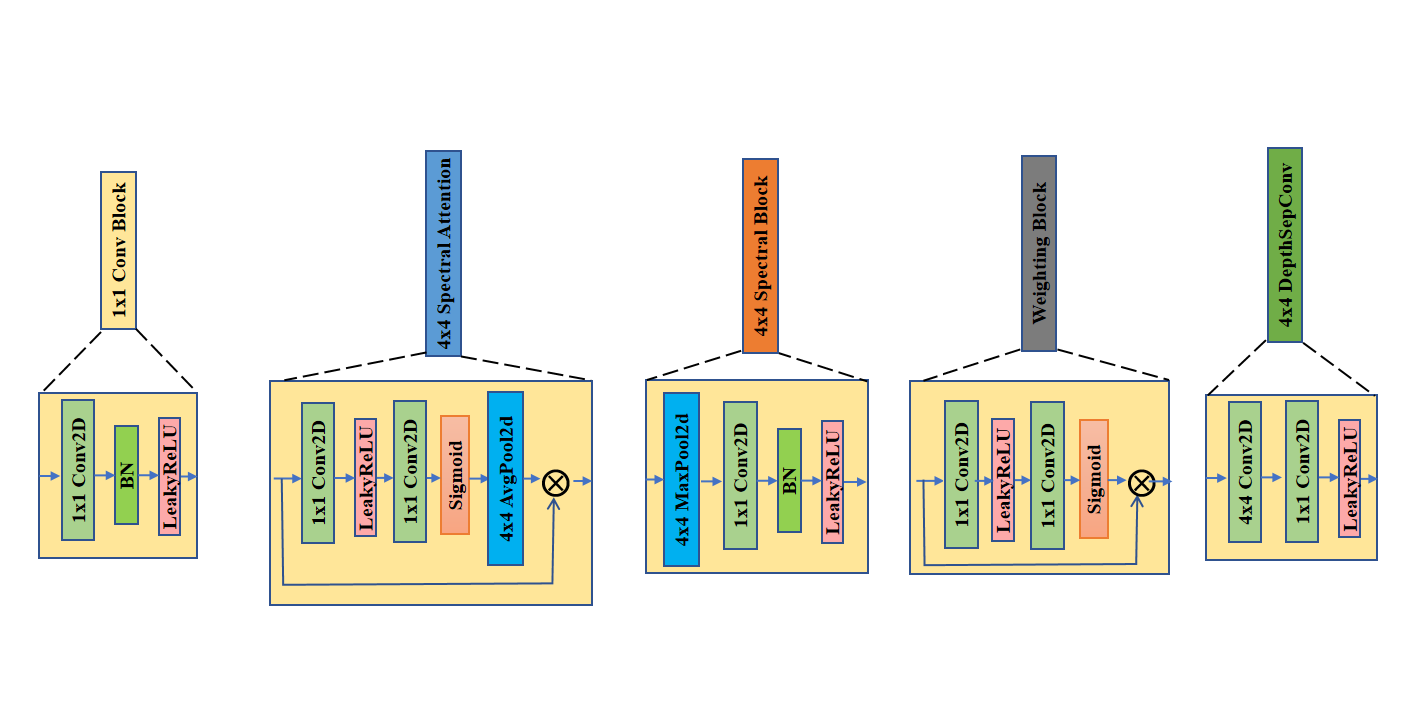 1x1 Conv Block
1x1 Conv2D
BN
LeakyReLU
4x4 Spectral Attention
1x1 Conv2D
LeakyReLU
1x1 Conv2D
Sigmoid
4x4 AvgPool2d
4x4 Spectral Block
4x4 MaxPool2d
1x1 Conv2D
BN
LeakyReLU
Weighting Block
1x1 Conv2D
LeakyReLU
1x1 Conv2D
Sigmoid
4x4 DepthSepConv
4x4 Conv2D
1x1 Conv2D
LeakyReLU